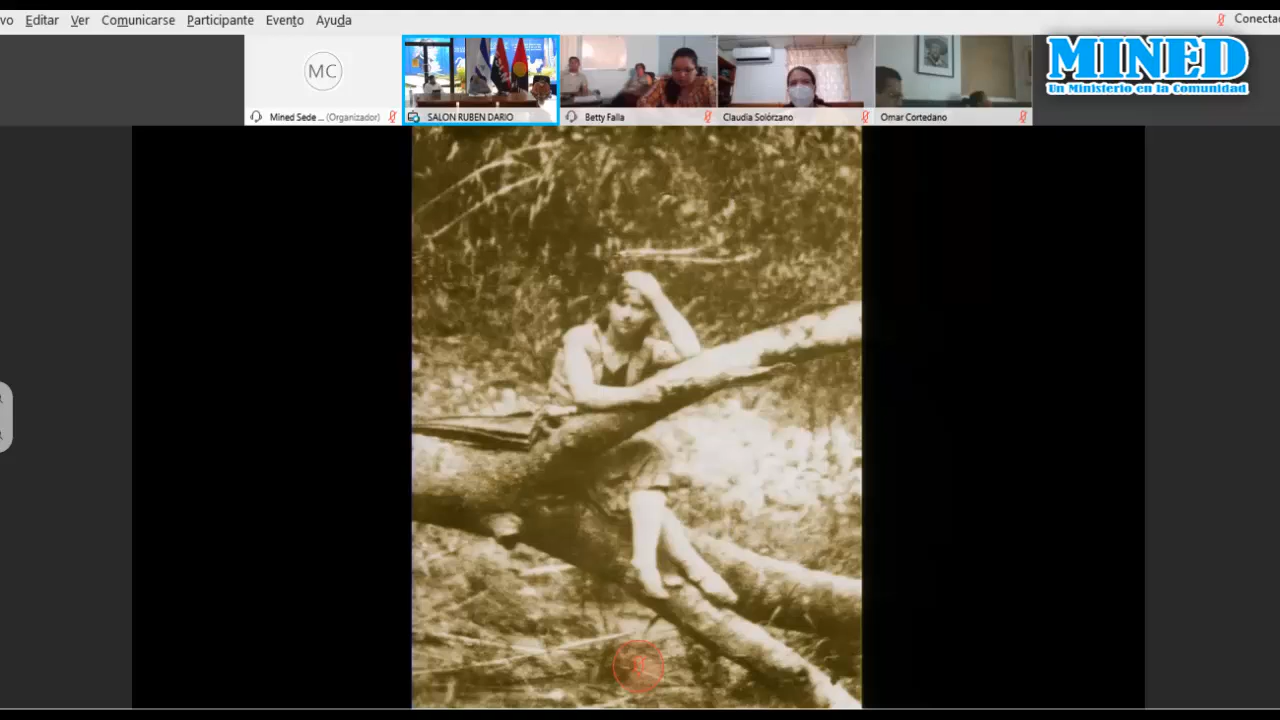 vo Editar Ver Comunicarse Participante Evento Ayuda
Conectac
MINED
Un Ministerio en la Comunidad
MC
Mined Sede ... (Organizador)
SALON RUBEN DARIO
Betty Falla
Claudia Solórzano
Omar Cortedano